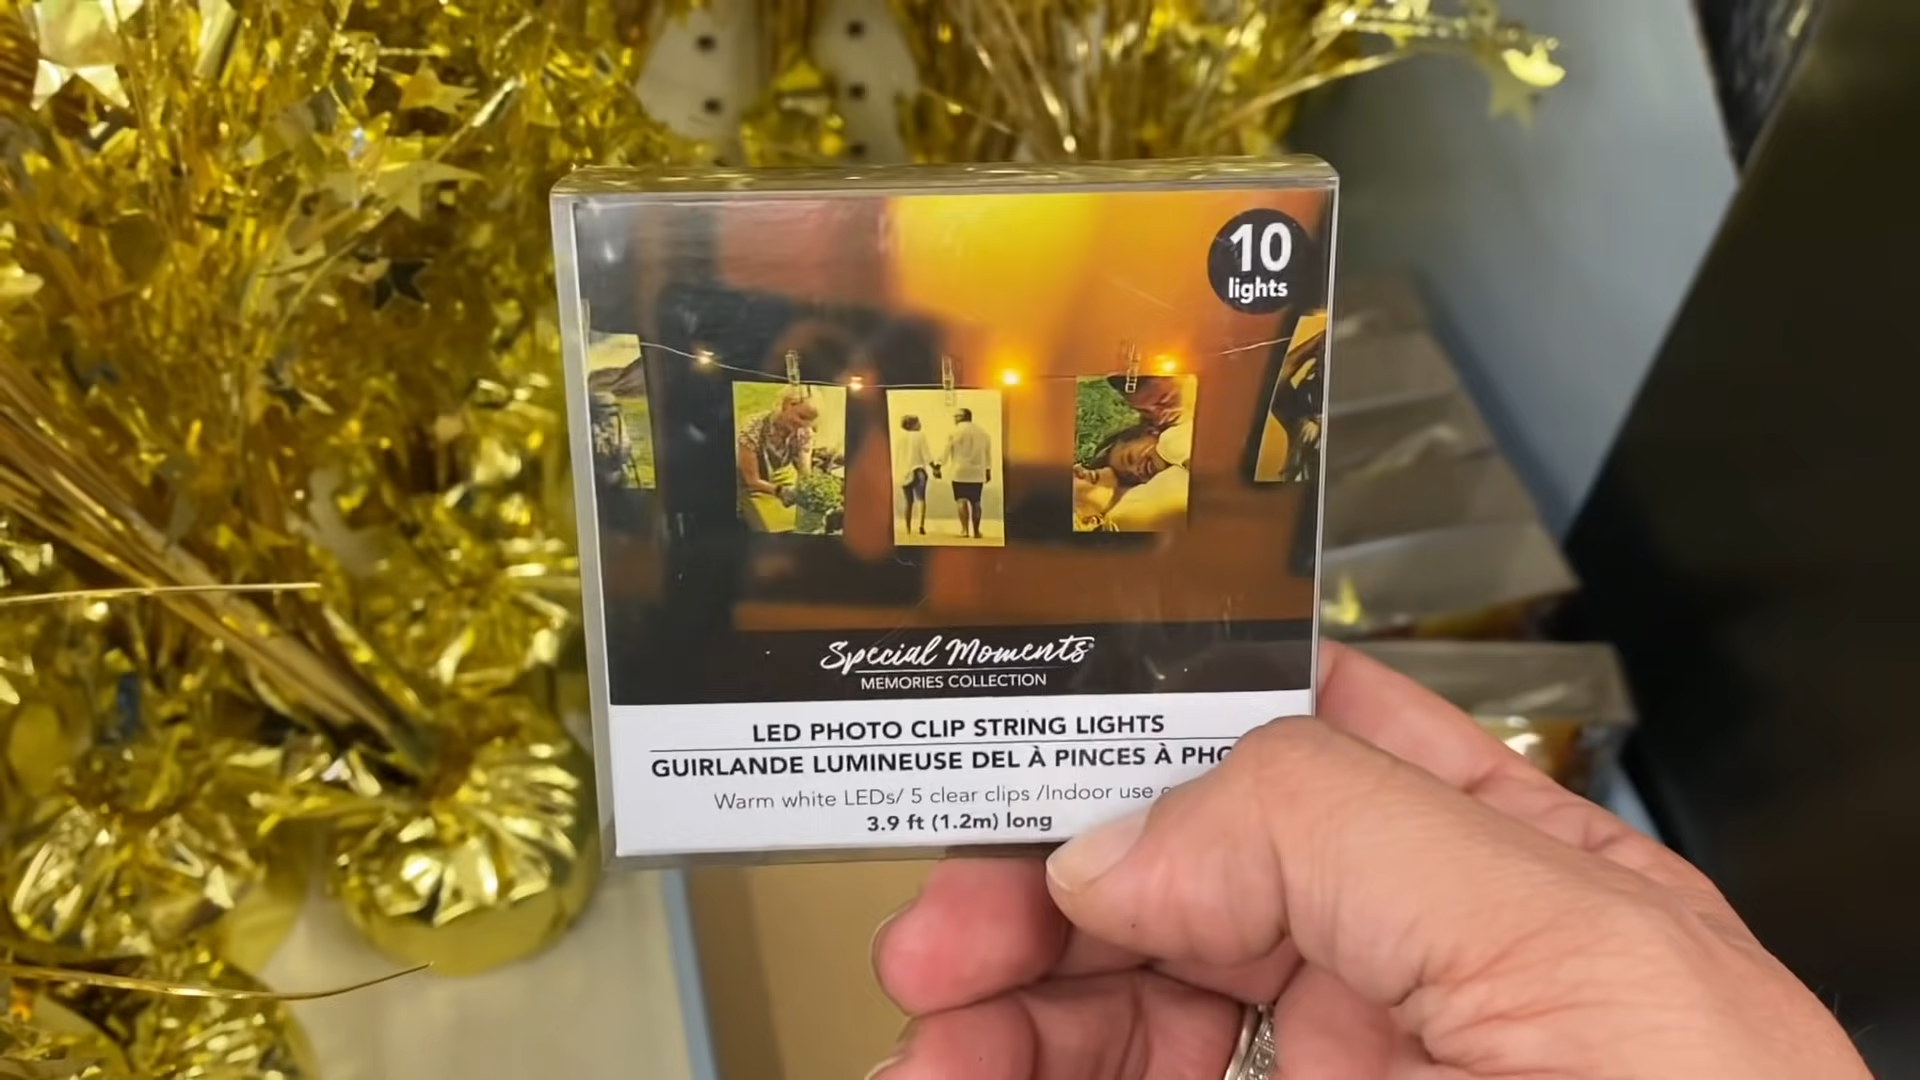 10
lights
Special Moments
MEMORIES COLLECTION
LED PHOTO CLIP STRING LIGHTS
GUIRLANDE LUMINEUSE DEL À PINCES À
Warm white LEDs/ 5 clear clips /Indoor use
3.9 ft (1.2m) long